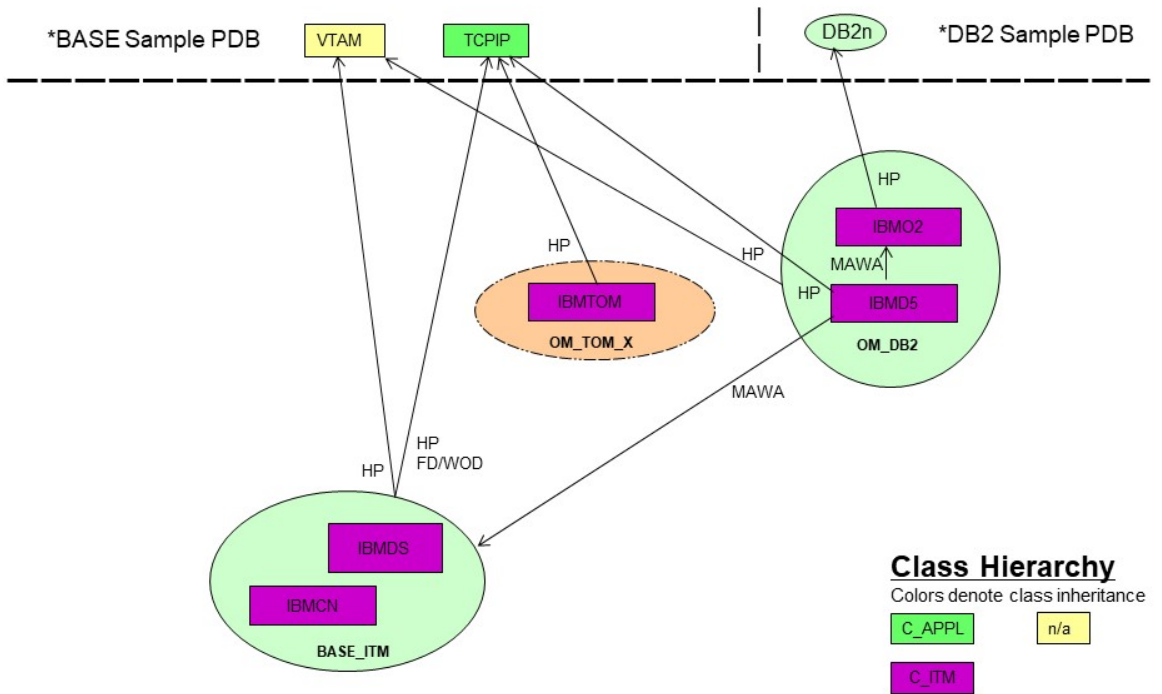 *BASE Sample PDB
VTAM
TCPIP
DB2n
*DB2 Sample PDB
HP
IBMO2
HP
HP
MAWA
IBMTOM
HP
IBMD5
OM_TOM_X
OM_DB2
MAWA
HP
HP
FD/WOD
IBMDS
IBMCN
BASE_ITM
Class Hierarchy
Colors denote class inheritance
C_APPL
n/a
C_ITM